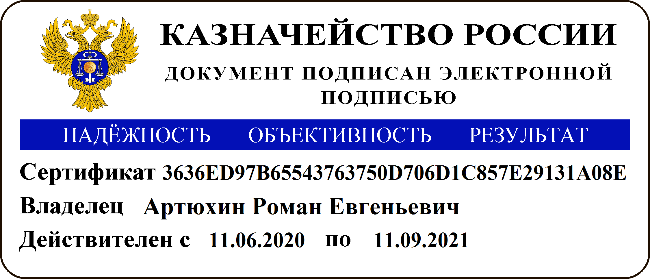 КАЗНАЧЕЙСТВО РОССИИ
ДОКУМЕНТ ПОДПИСАН ЭЛЕКТРОННОЙ
ПОДПИСЬЮ
НАДЁЖНОСТЬ ОБЪЕКТИВНОСТЬ РЕЗУЛЬТАТ
Сертификат 3636ED97B65543763750D706D1C857E29131A08E
Владелец Артюхин Роман Евгеньевич
Действителен с 11.06.2020 по 11.09.2021